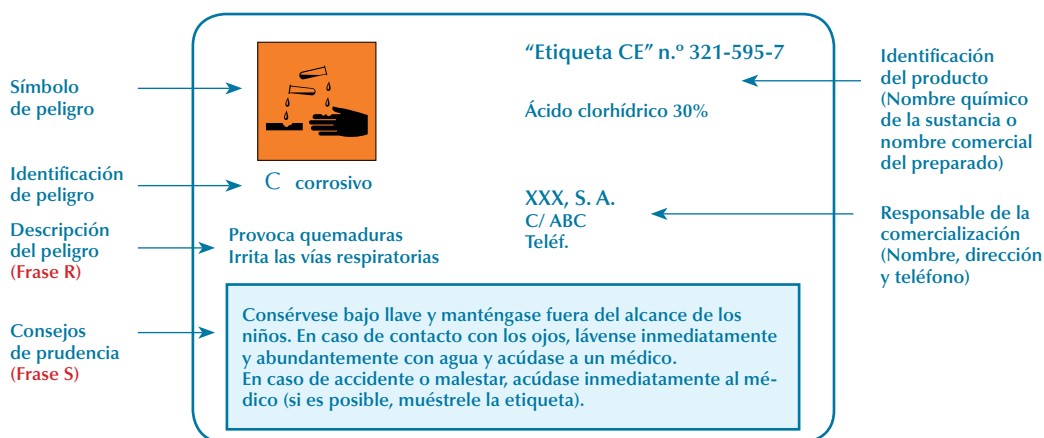 Símbolo
de peligro
Identificación
de peligro
Descripción
del peligro
(Frase R)
Consejos
de prudencia
(Frase S)
C corrosivo
Provoca quemaduras
Irrita las vías respiratorias
“Etiqueta CE” n.º 321-595-7
Ácido clorhídrico 30%
XXX, S. A.
C/ ABC
Teléf.
Consérvese bajo llave y manténgase fuera del alcance de los
niños. En caso de contacto con los ojos, lávense inmediatamente
y abundantemente con agua y acúdase a un médico.
En caso de accidente o malestar, acúdase inmediatamente al mé-
dico (si es posible, muéstrele la etiqueta).
Identificación
del producto
(Nombre químico
de la sustancia o
nombre comercial
del preparado)
Responsable de la
comercialización
(Nombre, dirección
y teléfono)